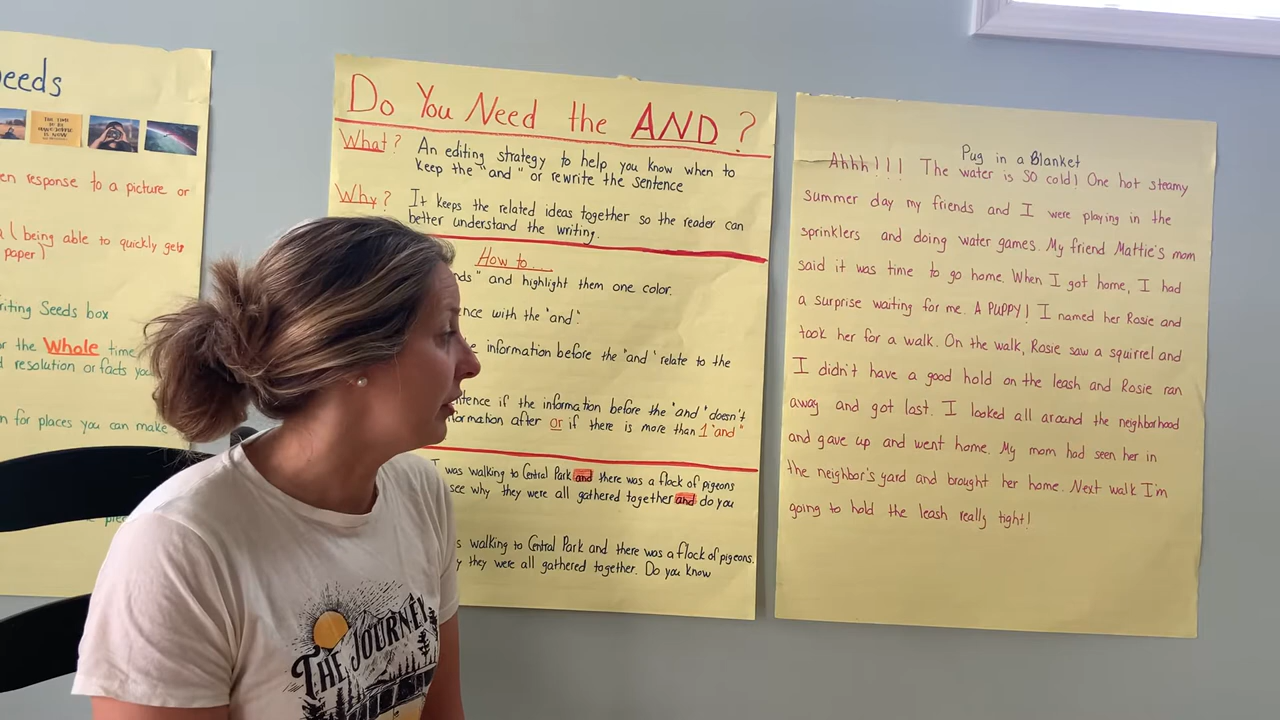 eeds
THE TIME
TO BE
HAPPY
IS NOW
en response to a picture or
a ( being able to quickly get
paper)
riting Seeds box
or the Whole time
d resolution or facts you
n for places you can make
Do You Need the AND?
What? An editing strategy to help you know when to
keep the "and" or rewrite the sentence
Why? It keeps the related ideas together so the reader can
better understand the writing.
How to...
nds" and highlight them one color.
nce with the "and".
e information before the "and" relate to the
ntence if the information before the "and" doesn't
formation after or if there is more than 1 "and"
I was walking to Central Park and there was a flock of pigeons
see why they were all gathered together and do you
s walking to Central Park and there was a flock of pigeons.
y they were all gathered together. Do you know
Pug in a Blanket
Ahhh!!! The water is SO cold! One hot steamy
summer day my friends and I were playing in the
sprinklers and doing water games. My friend Mattie's mom
said it was time to go home. When I got home, I had
a surprise waiting for me. A PUPPY! I named her Rosie and
took her for a walk. On the walk, Rosie saw a squirrel and
I didn't have a good hold on the leash and Rosie ran
away and got lost. I looked all around the neighborhood
and gave up and went home. My mom had seen her in
the neighbor's yard and brought her home. Next walk I'm
going to hold the leash really tight!
THE JOURNEY